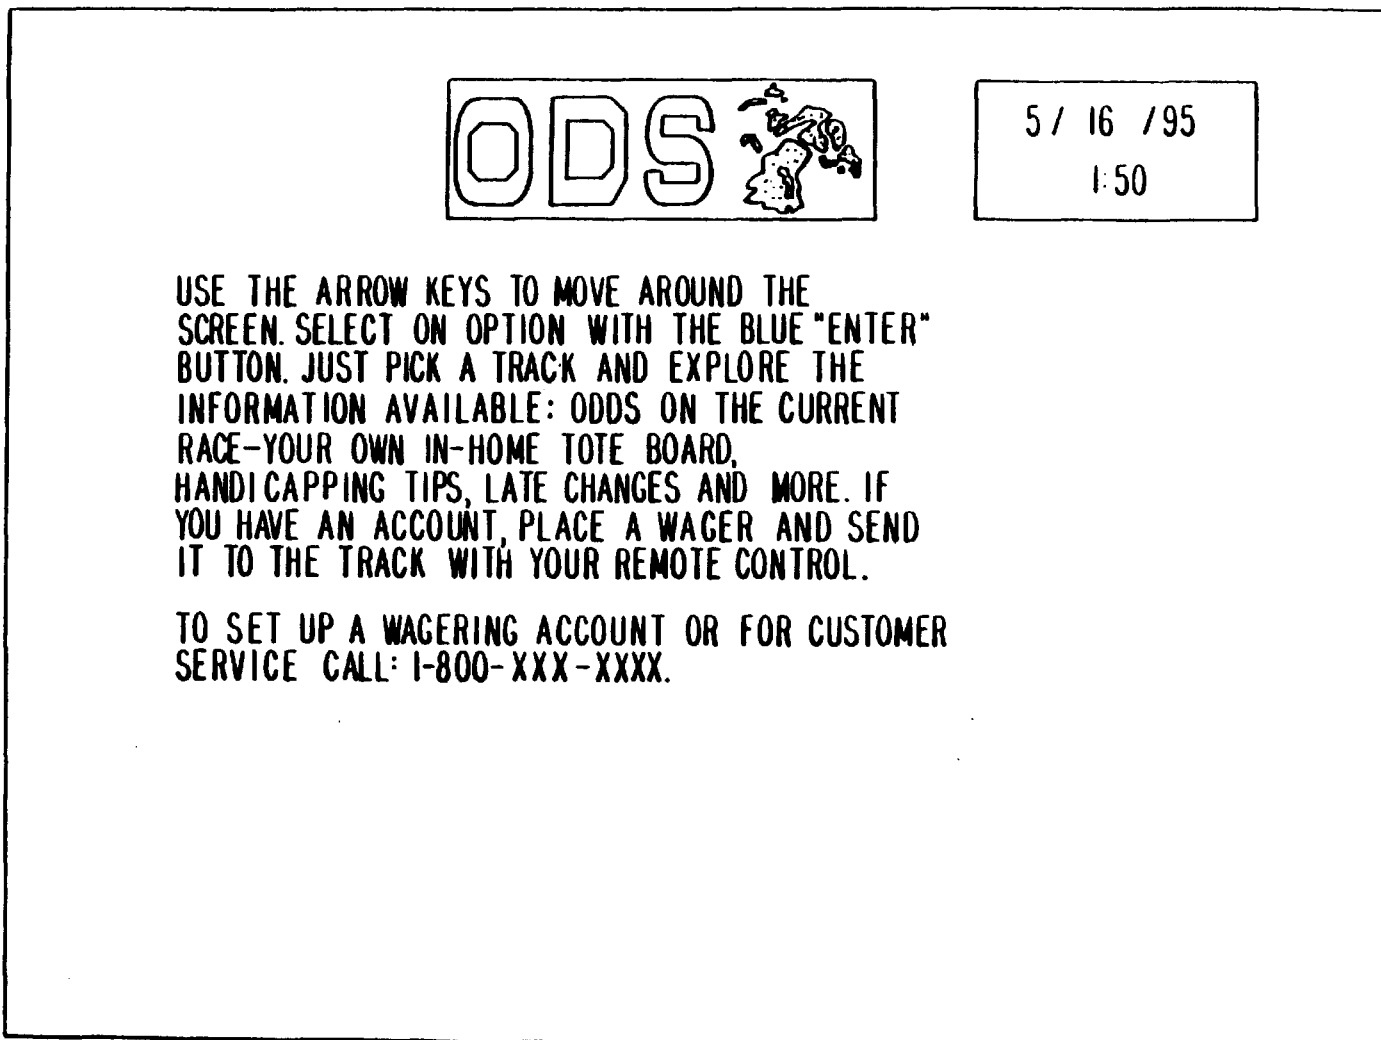 ODS
5/ 16 /95
1:50
USE THE ARROW KEYS TO MOVE AROUND THE
SCREEN. SELECT ON OPTION WITH THE BLUE "ENTER"
BUTTON. JUST PICK A TRACK AND EXPLORE THE
INFORMATION AVAILABLE: ODDS ON THE CURRENT
RACE-YOUR OWN IN-HOME TOTE BOARD,
HANDICAPPING TIPS, LATE CHANGES AND MORE. IF
YOU HAVE AN ACCOUNT, PLACE A WAGER AND SEND
IT TO THE TRACK WITH YOUR REMOTE CONTROL.
TO SET UP A WAGERING ACCOUNT OR FOR CUSTOMER
SERVICE CALL: 1-800-XXX-XXXX.